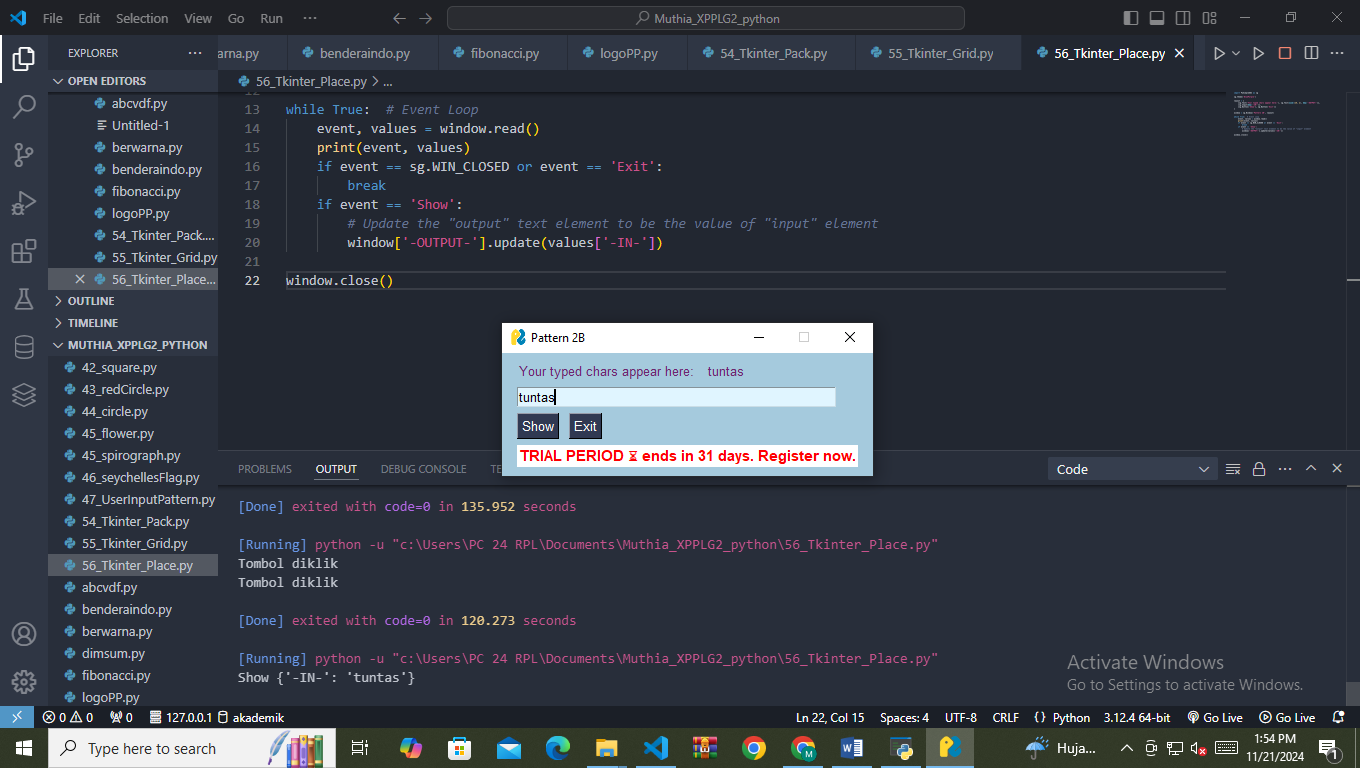 File Edit Selection View Go Run ··· Muthia_XPPLG2_python
EXPLORER ···
arna.py benderaindo.py fibonacci.py logoPP.py 54_Tkinter_Pack.py 55_Tkinter_Grid.py 56_Tkinter_Place.py
OPEN EDITORS
abcvdf.py
Untitled-1
berwarna.py
benderaindo.py
fibonacci.py
logoPP.py
54_Tkinter_Pack....
55_Tkinter_Grid.py
56_Tkinter_Place...
OUTLINE
TIMELINE
MUTHIA_XPPLG2_PYTHON
42_square.py
43_redCircle.py
44_circle.py
45_flower.py
45_spirograph.py
46_seychellesFlag.py
47_UserInputPattern.py
54_Tkinter_Pack.py
55_Tkinter_Grid.py
56_Tkinter_Place.py
abcvdf.py
benderaindo.py
berwarna.py
dimsum.py
fibonacci.py
logoPP.py
56_Tkinter_Place.py > ...
13 while True:  # Event Loop
14 event, values = window.read()
15 print(event, values)
16 if event == sg.WIN_CLOSED or event == 'Exit':
17 break
18 if event == 'Show':
19 # Update the "output" text element to be the value of "input" element
20 window['-OUTPUT-'].update(values['-IN-'])
21
22 window.close()
Pattern 2B
Your typed chars appear here: tuntas
tuntas
Show Exit
TRIAL PERIOD ⌛ ends in 31 days. Register now.
PROBLEMS OUTPUT DEBUG CONSOLE TE Code
[Done] exited with code=0 in 135.952 seconds
[Running] python -u "c:\Users\PC 24 RPL\Documents\Muthia_XPPLG2_python\56_Tkinter_Place.py"
Tombol diklik
Tombol diklik
[Done] exited with code=0 in 120.273 seconds
[Running] python -u "c:\Users\PC 24 RPL\Documents\Muthia_XPPLG2_python\56_Tkinter_Place.py"
Show {'-IN-': 'tuntas'}
Activate Windows
Go to Settings to activate Windows.
0 0 0 127.0.0.1 akademik Ln 22, Col 15 Spaces: 4 UTF-8 CRLF {} Python 3.12.4 64-bit Go Live Go Live
Type here to search Huja... 1:54 PM
11/21/2024 1